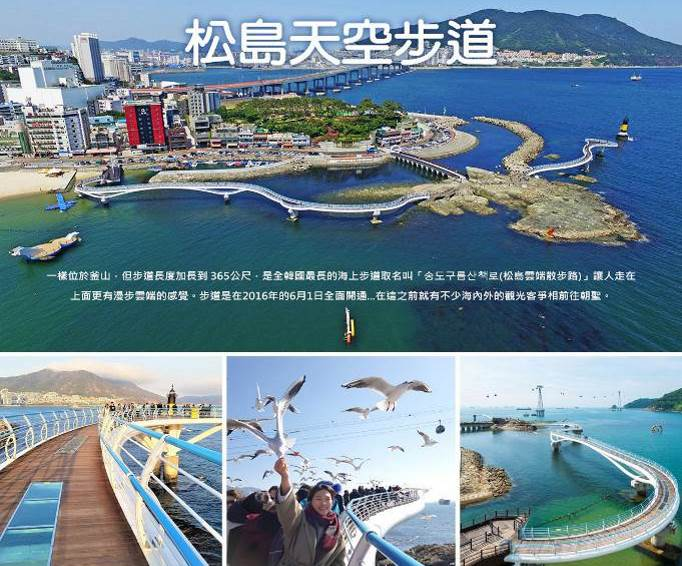 松島天空步道
一樣位於釜山，但步道長度加長到 365公尺，是全韓國最長的海上步道取名叫「송도구름산책로(松島雲端散步路)」讓人走在
上面更有漫步雲端的感覺。步道是在2016年的6月1日全面開通...在這之前就有不少海內外的觀光客爭相前往朝聖。